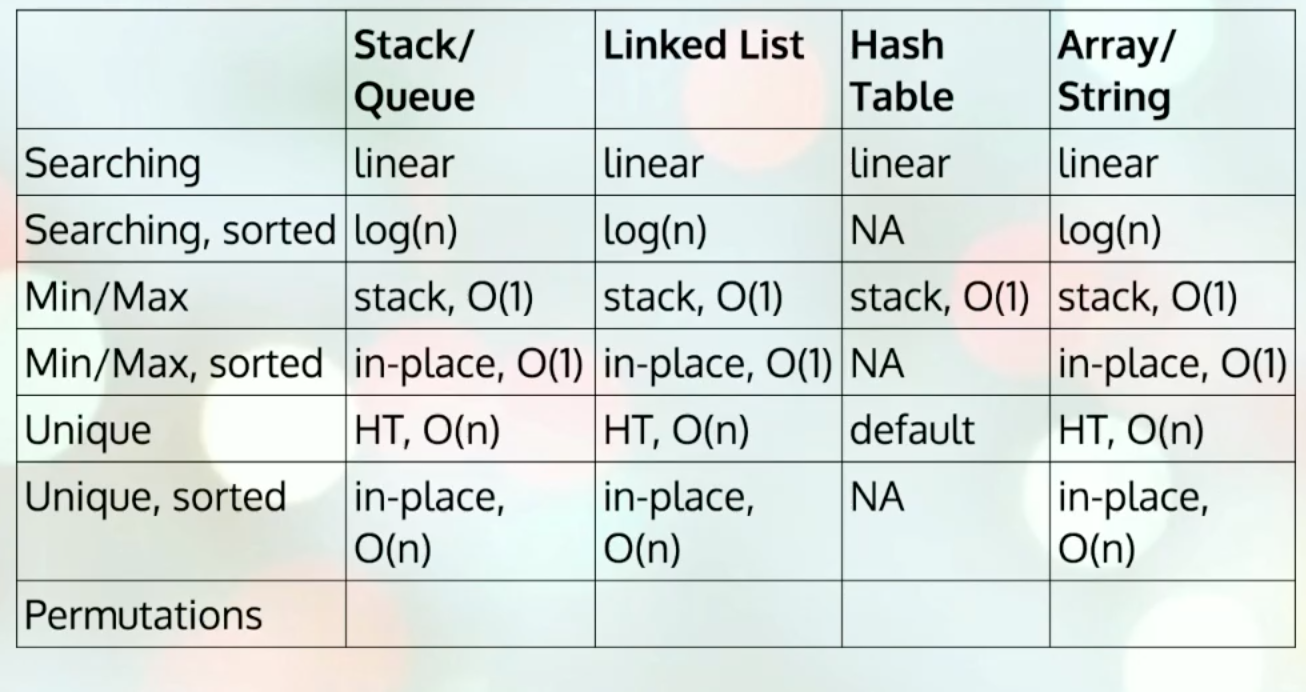 Stack/ Linked List Hash Array/
Queue Table String
Searching linear linear linear linear
Searching, sorted log(n) log(n) NA log(n)
Min/Max stack, O(1) stack, O(1) stack, O(1) stack, O(1)
Min/Max, sorted in-place, O(1) in-place, O(1) NA in-place, O(1)
Unique HT, O(n) HT, O(n) default HT, O(n)
Unique, sorted in-place, in-place, NA in-place,
O(n) O(n) O(n)
Permutations